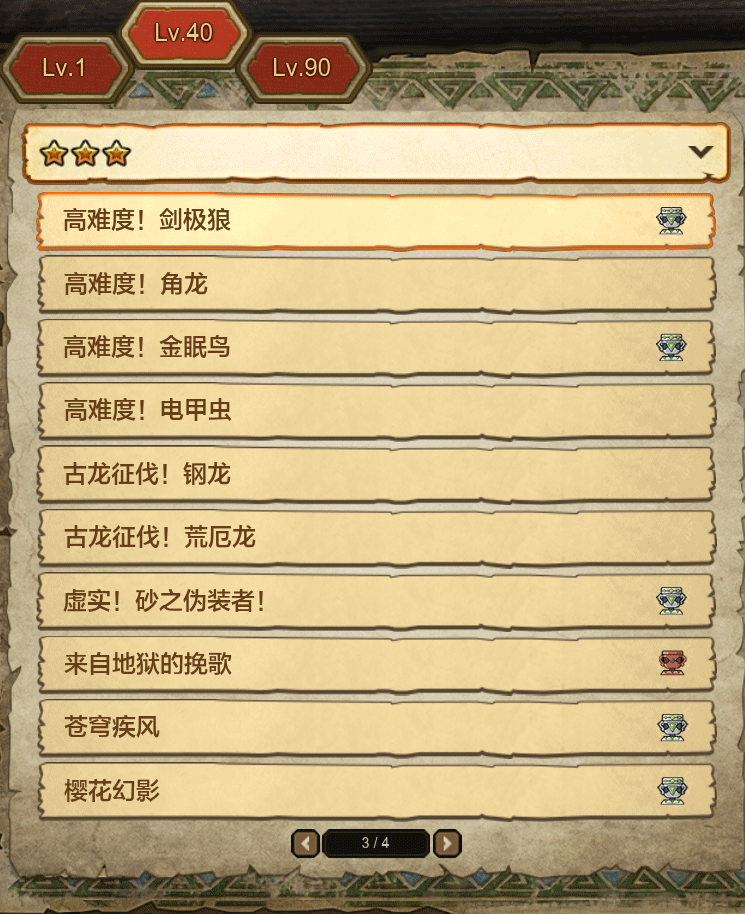 Lv.1
Lv.40
Lv.90
高难度！剑极狼
高难度！角龙
高难度！金眠鸟
高难度！电甲虫
古龙征伐！钢龙
古龙征伐！荒厄龙
虚实！砂之伪装者！
来自地狱的挽歌
苍穹疾风
樱花幻影
3 / 4